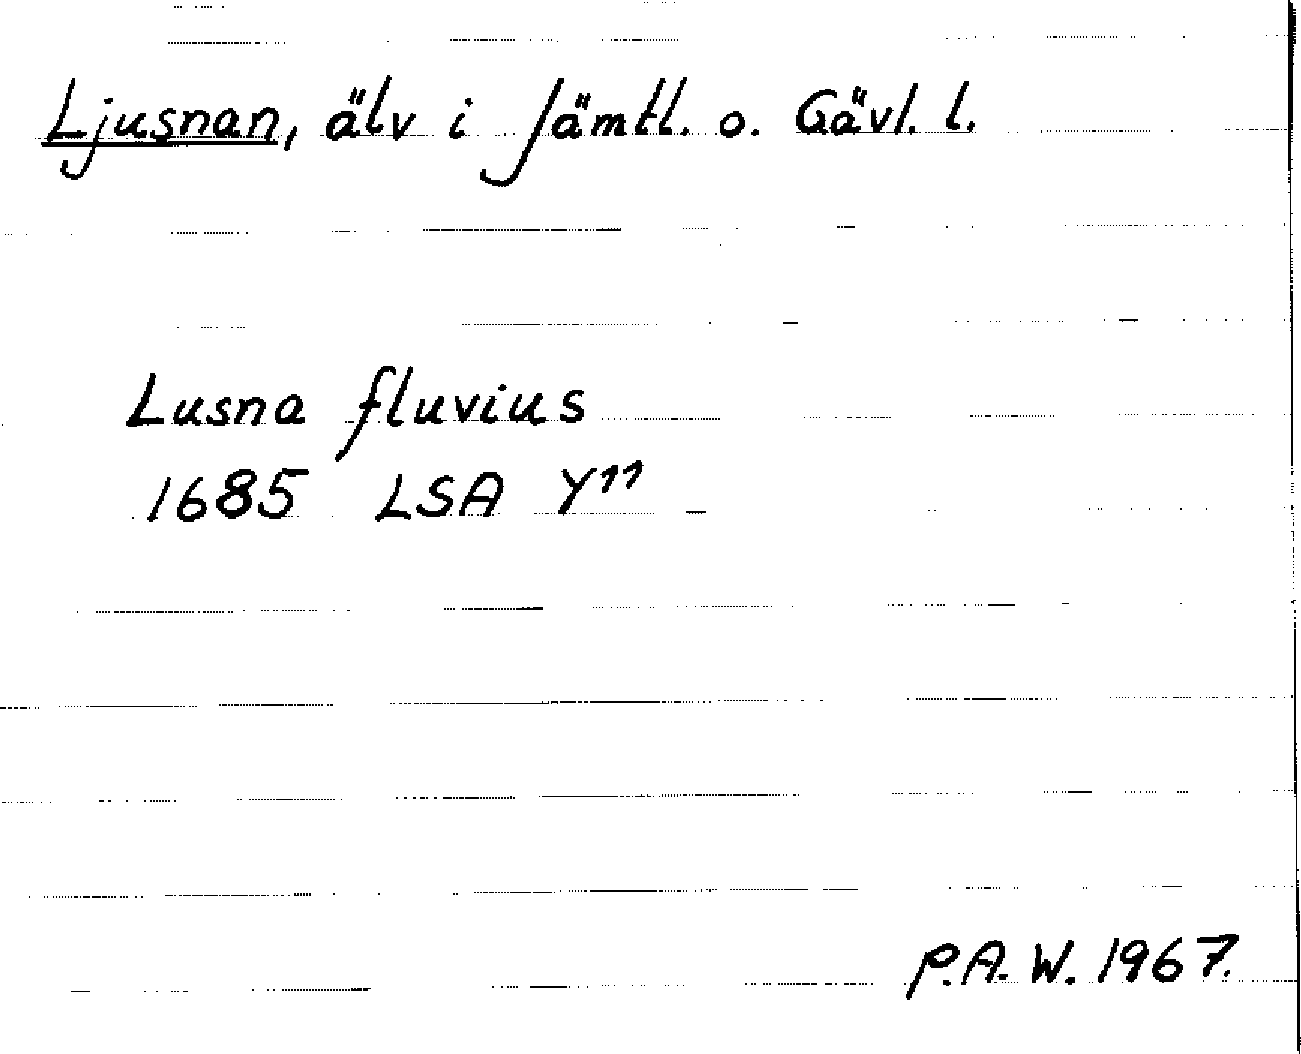 Ljusnan, älv i Jämtl. o. Gävl. l.
Lusna fluvius
1685 LSA Y¹¹
P.A.W. 1967.